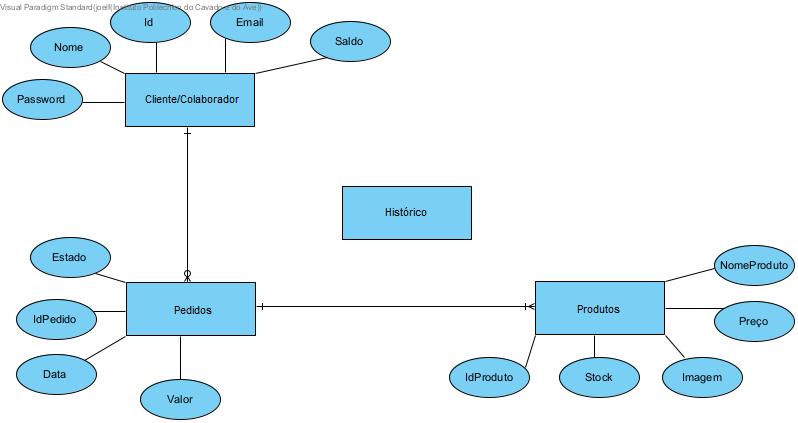 Visual Paradigm Standard(joelf(Instituto Politécnico do Cavado e do Ave))
Id
Email
Nome
Saldo
Password
Cliente/Colaborador
Histórico
Estado
NomeProduto
IdPedido
Pedidos
Produtos
Preço
Data
Valor
IdProduto
Stock
Imagem